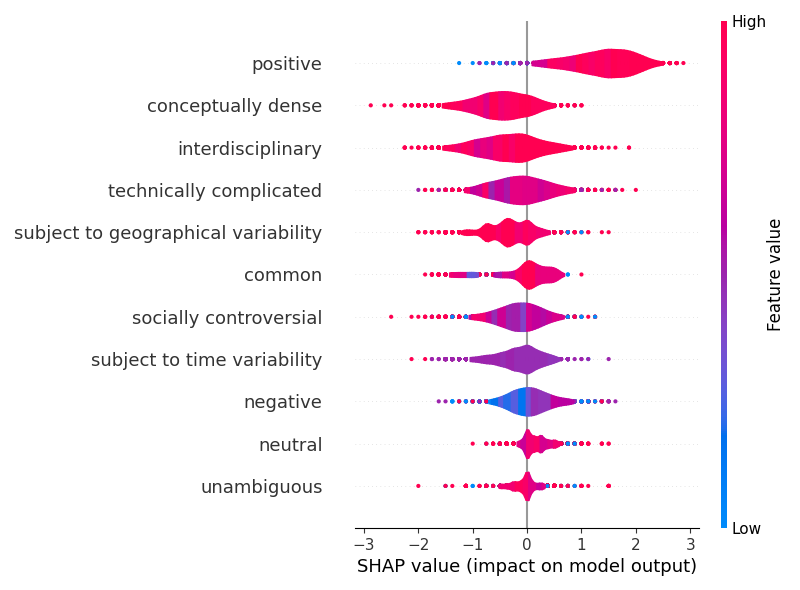 High
positive
conceptually dense
interdisciplinary
technically complicated
subject to geographical variability
common
socially controversial
subject to time variability
negative
neutral
unambiguous
Feature value
Low
−3 −2 −1 0 1 2 3
SHAP value (impact on model output)